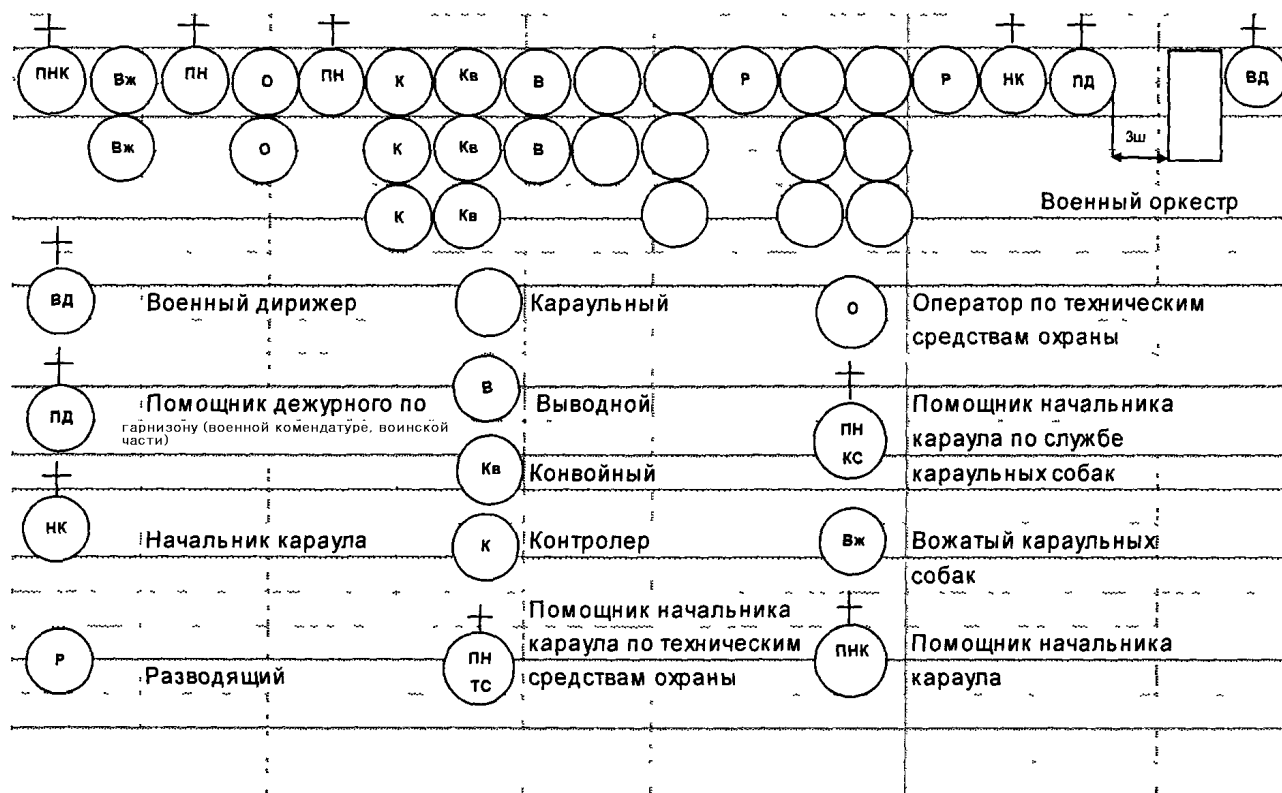 ПНК Вж ПН О ПН К Кв В Р Р НК ПД ВД
Вж О К Кв В 3ш
К Кв
Военный оркестр
ВД Военный дирижер
Караульный
О Оператор по техническим
средствам охраны
ПД Помощник дежурного по
гарнизону (военной комендатуре, воинской
части)
В Выводной
ПН
КС
Помощник начальника
караула по службе
караульных собак
Кв Конвойный
НК Начальник караула
К Контролер
Вж Вожатый караульных
собак
Р Разводящий
ПН
ТС
Помощник начальника
караула по техническим
средствам охраны
ПНК Помощник начальника
караула